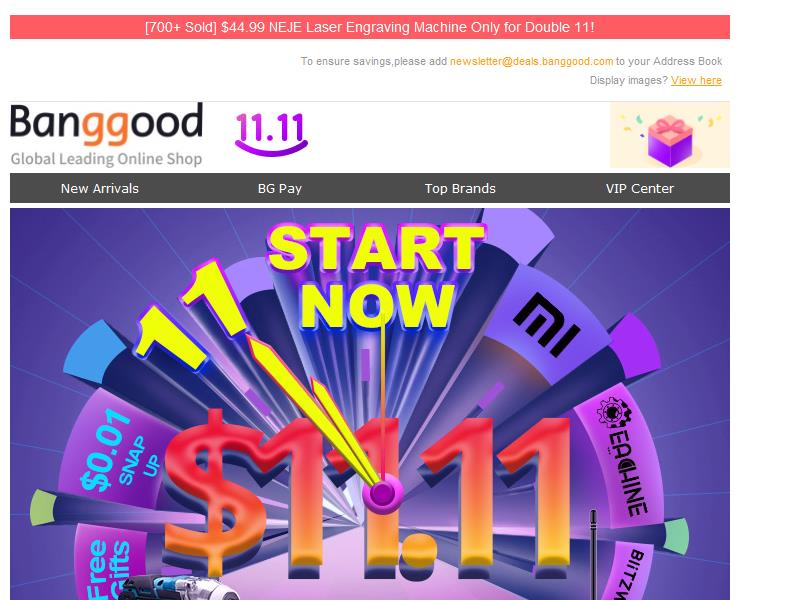 [700+ Sold] $44.99 NEJE Laser Engraving Machine Only for Double 11!
To ensure savings,please add newsletter@deals.banggood.com to your Address Book
Display images? View here
Banggood
Global Leading Online Shop
11.11
New Arrivals BG Pay Top Brands VIP Center
START
NOW
11
MI
$0.01
SNAP
UP
EACHINE
$11.11
Free
Gifts